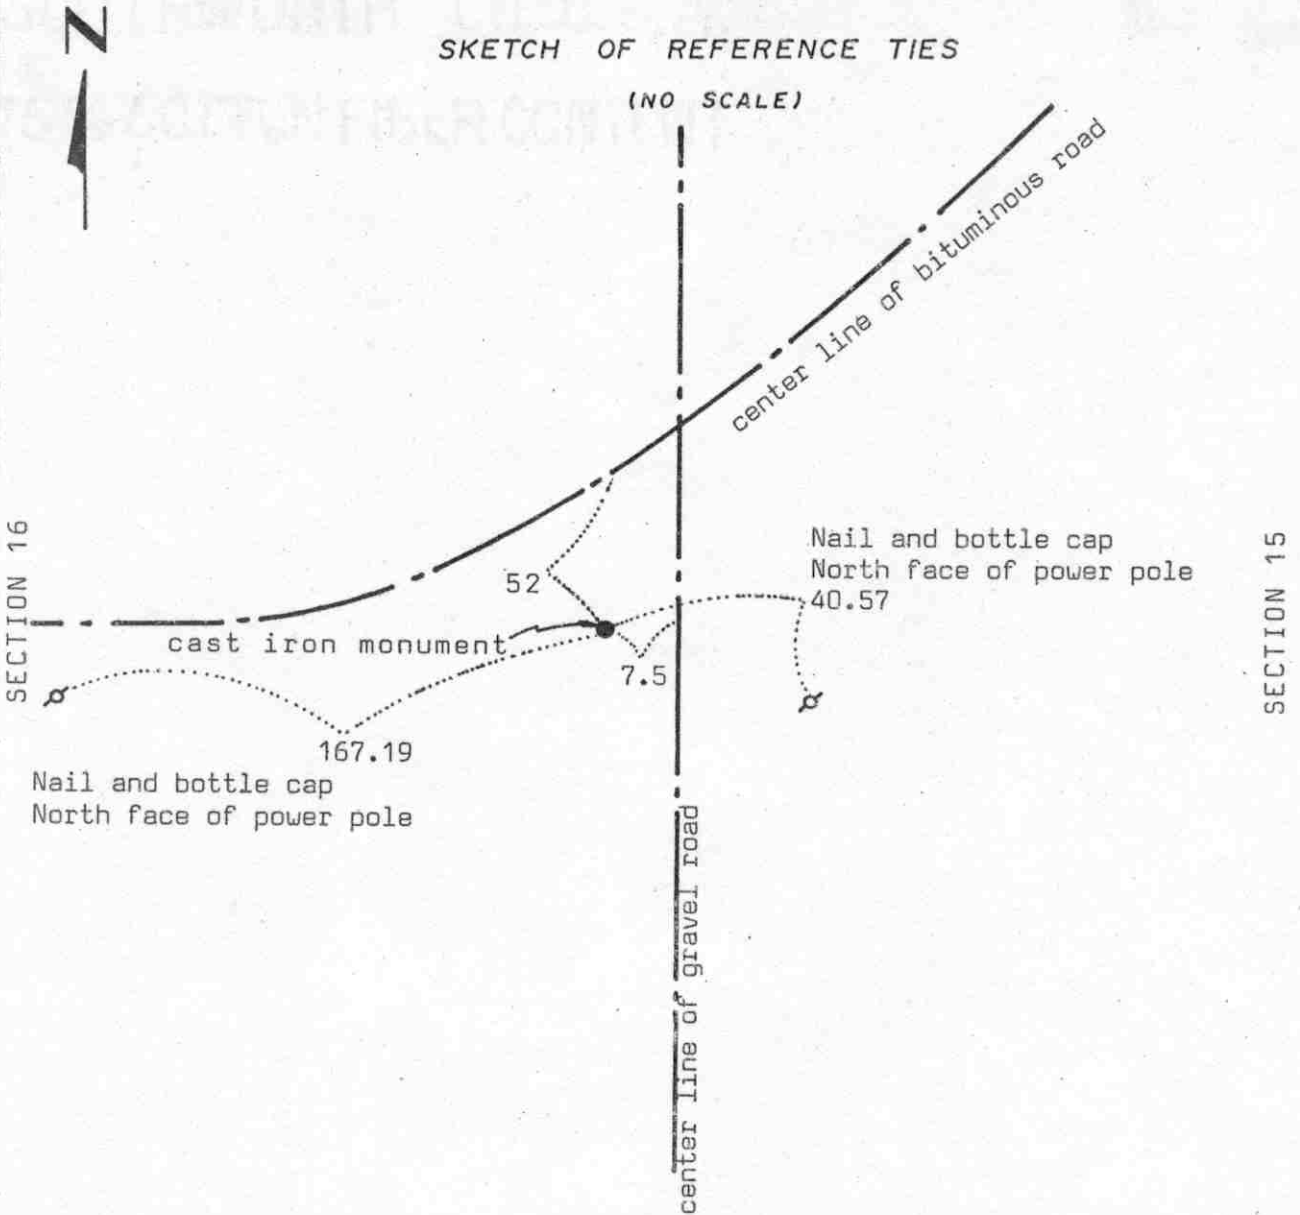 N
SKETCH OF REFERENCE TIES
(NO SCALE)
center line of bituminous road
SECTION 16
SECTION 15
Nail and bottle cap
North face of power pole
40.57
52
cast iron monument
7.5
167.19
Nail and bottle cap
North face of power pole
center line of gravel road